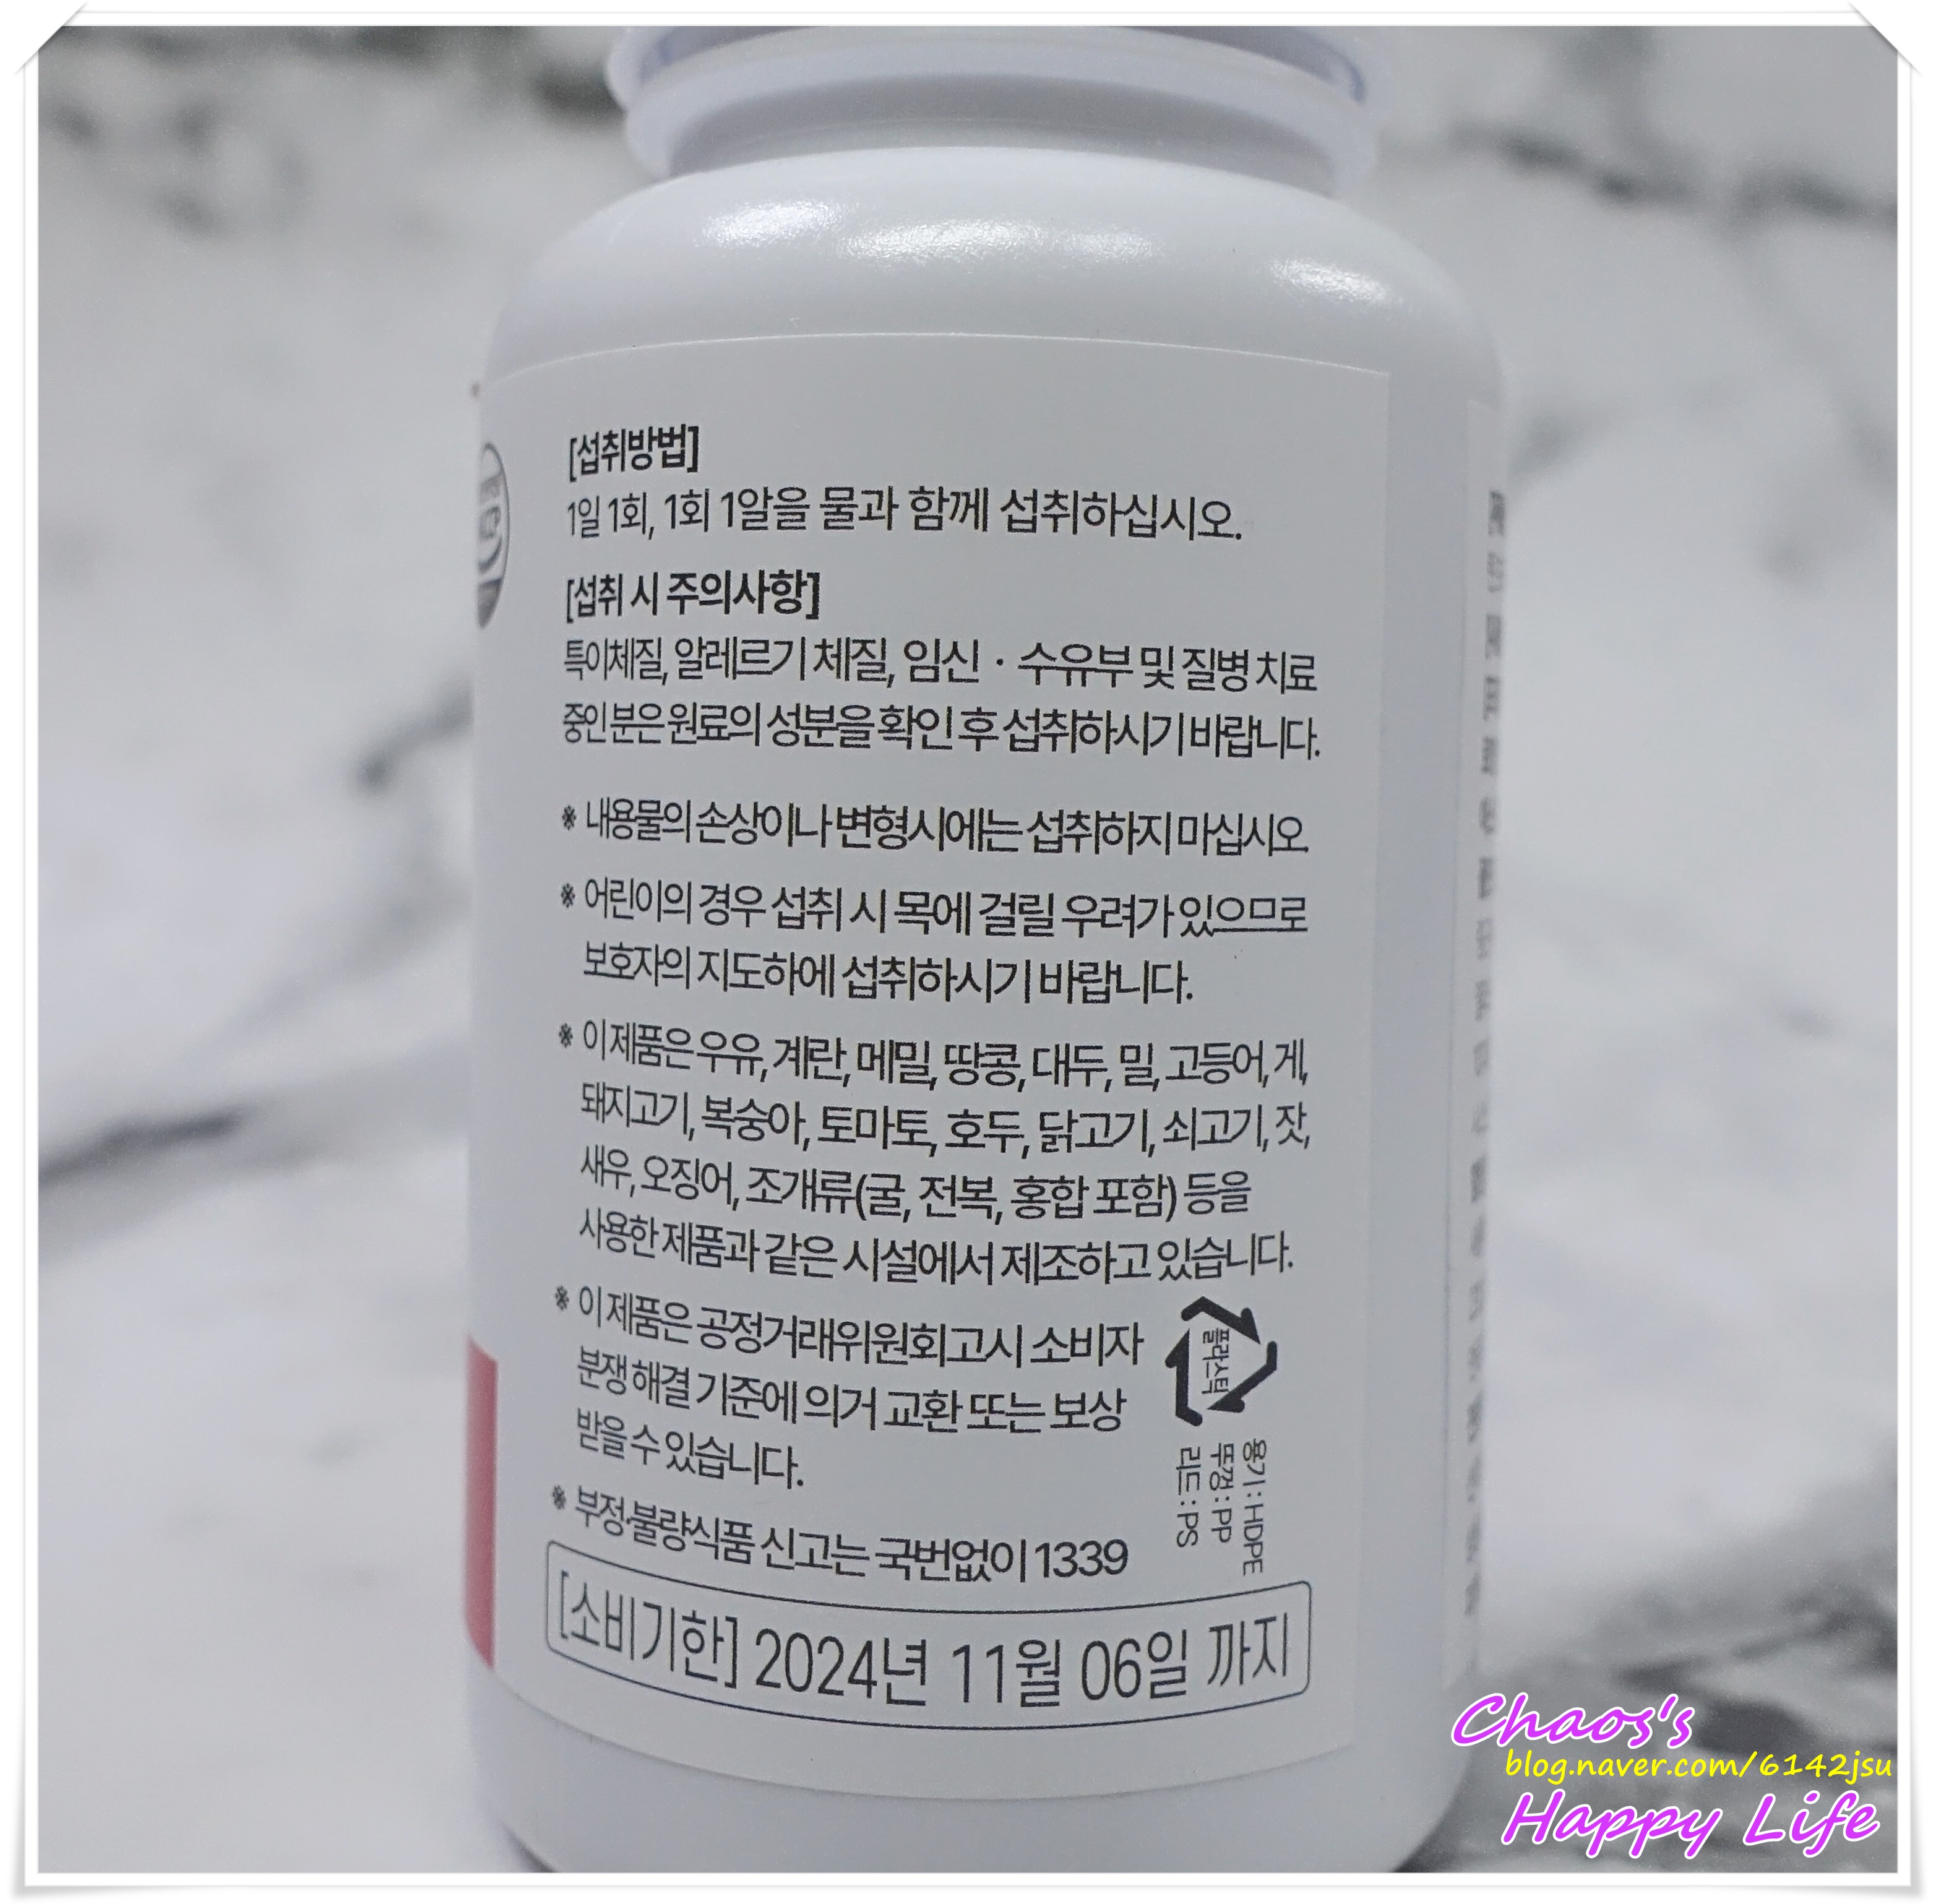 [섭취방법]
1일 1회, 1회 1알을 물과 함께 섭취하십시오.
[섭취 시 주의사항]
특이체질, 알레르기 체질, 임신 · 수유부 및 질병 치료
중인 분은 원료의 성분을 확인 후 섭취하시기 바랍니다.
※ 내용물의 손상이나 변형시에는 섭취하지 마십시오.
※ 어린이의 경우 섭취 시 목에 걸릴 우려가 있으므로
보호자의 지도하에 섭취하시기 바랍니다.
※ 이 제품은 우유, 계란, 메밀, 땅콩, 대두, 밀, 고등어, 게,
돼지고기, 복숭아, 토마토, 호두, 닭고기, 쇠고기, 잣,
새우, 오징어, 조개류(굴, 전복, 홍합 포함) 등을
사용한 제품과 같은 시설에서 제조하고 있습니다.
※ 이 제품은 공정거래위원회고시 소비자
분쟁 해결 기준에 의거 교환 또는 보상
받을 수 있습니다.
※ 부정·불량식품 신고는 국번없이 1339
플라스틱
용기 : HDPE
뚜껑 : PP
리드 : PS
[소비기한] 2024년 11월 06일 까지
Chaos's
blog.naver.com/6142jsu
Happy Life